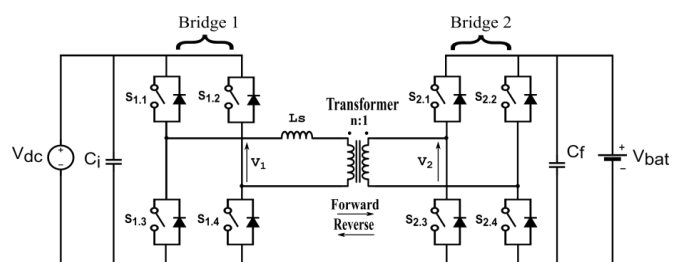 Bridge 1
Bridge 2
S1.1
S1.2
S2.1
S2.2
Ls
Transformer
n:1
Vdc
+
−
Ci
V1
V2
Cf
+
−
Vbat
Forward
Reverse
S1.3
S1.4
S2.3
S2.4